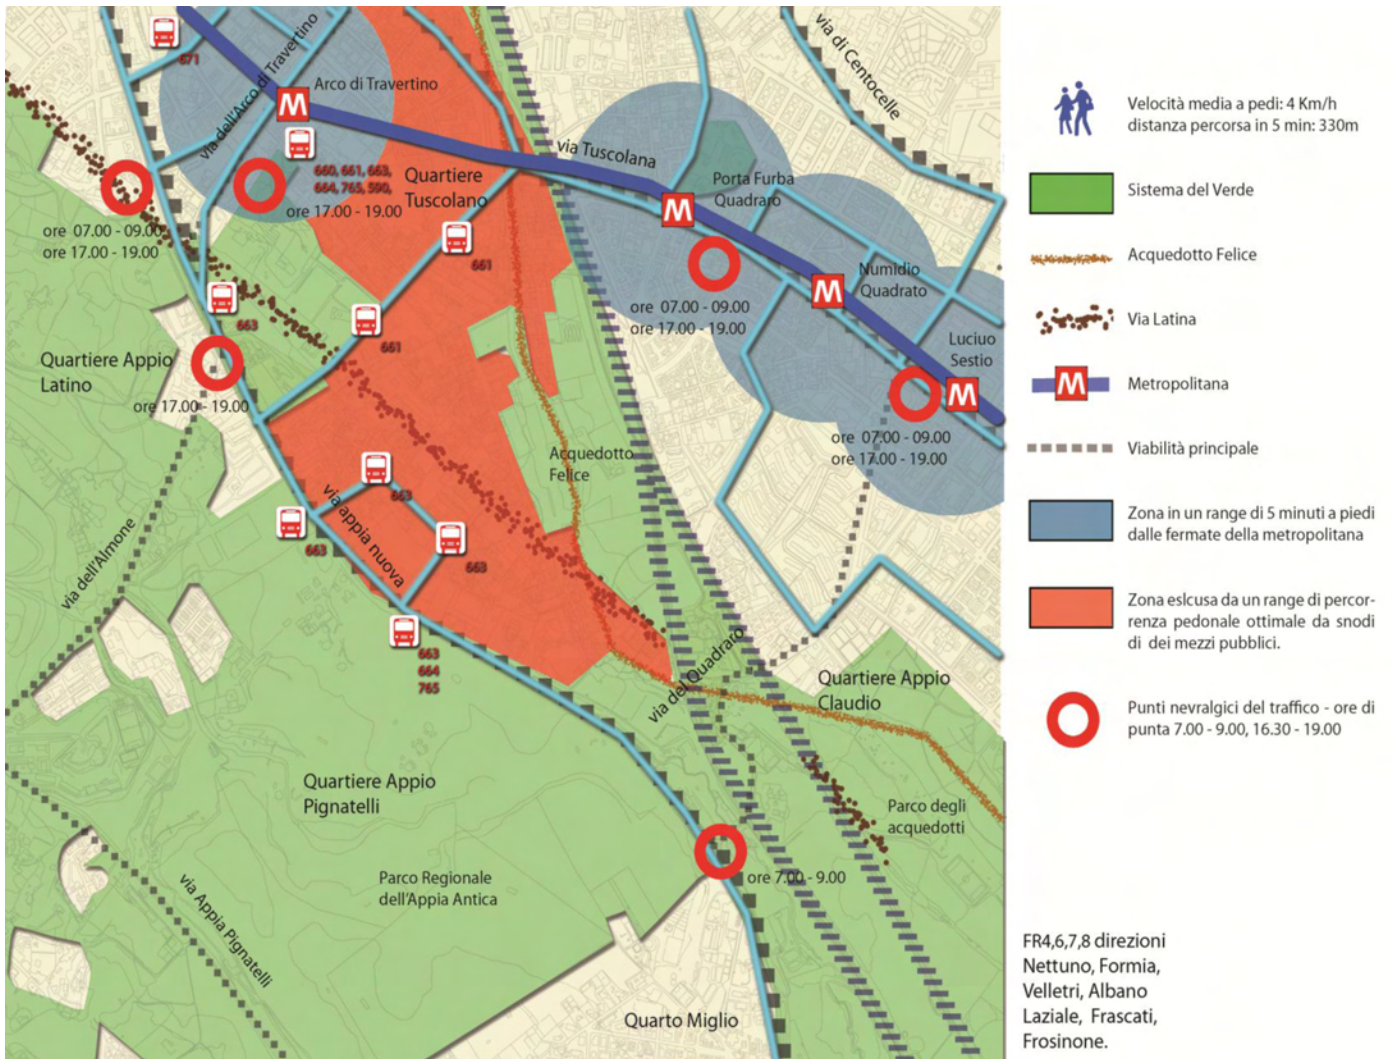 671
via dell'Arco di Travertino
Arco di Travertino
M
660, 661, 663,
664, 765, 590,
ore 17.00 - 19.00
Quartiere
Tuscolano
via Tuscolana
via di Centocelle
Porta Furba
Quadraro
M
ore 07.00 - 09.00
ore 17.00 - 19.00
661
ore 07.00 - 09.00
ore 17.00 - 19.00
Numidio
Quadrato
M
663
661
Luciuo
Sestio
M
Quartiere Appio
Latino
ore 17.00 - 19.00
ore 07.00 - 09.00
ore 17.00 - 19.00
Acquedotto
Felice
663
via appia nuova
663
663
via dell'Almone
663
664
765
via del Quadraro
Quartiere Appio
Claudio
Quartiere Appio
Pignatelli
Parco degli
acquedotti
Parco Regionale
dell'Appia Antica
ore 7.00 - 9.00
via Appia Pignatelli
Quarto Miglio
Velocità media a pedi: 4 Km/h
distanza percorsa in 5 min: 330m
Sistema del Verde
Acquedotto Felice
Via Latina
M
Metropolitana
Viabilità principale
Zona in un range di 5 minuti a piedi
dalle fermate della metropolitana
Zona eslcusa da un range di percor-
renza pedonale ottimale da snodi
di dei mezzi pubblici.
Punti nevralgici del traffico - ore di
punta 7.00 - 9.00, 16.30 - 19.00
FR4,6,7,8 direzioni
Nettuno, Formia,
Velletri, Albano
Laziale, Frascati,
Frosinone.